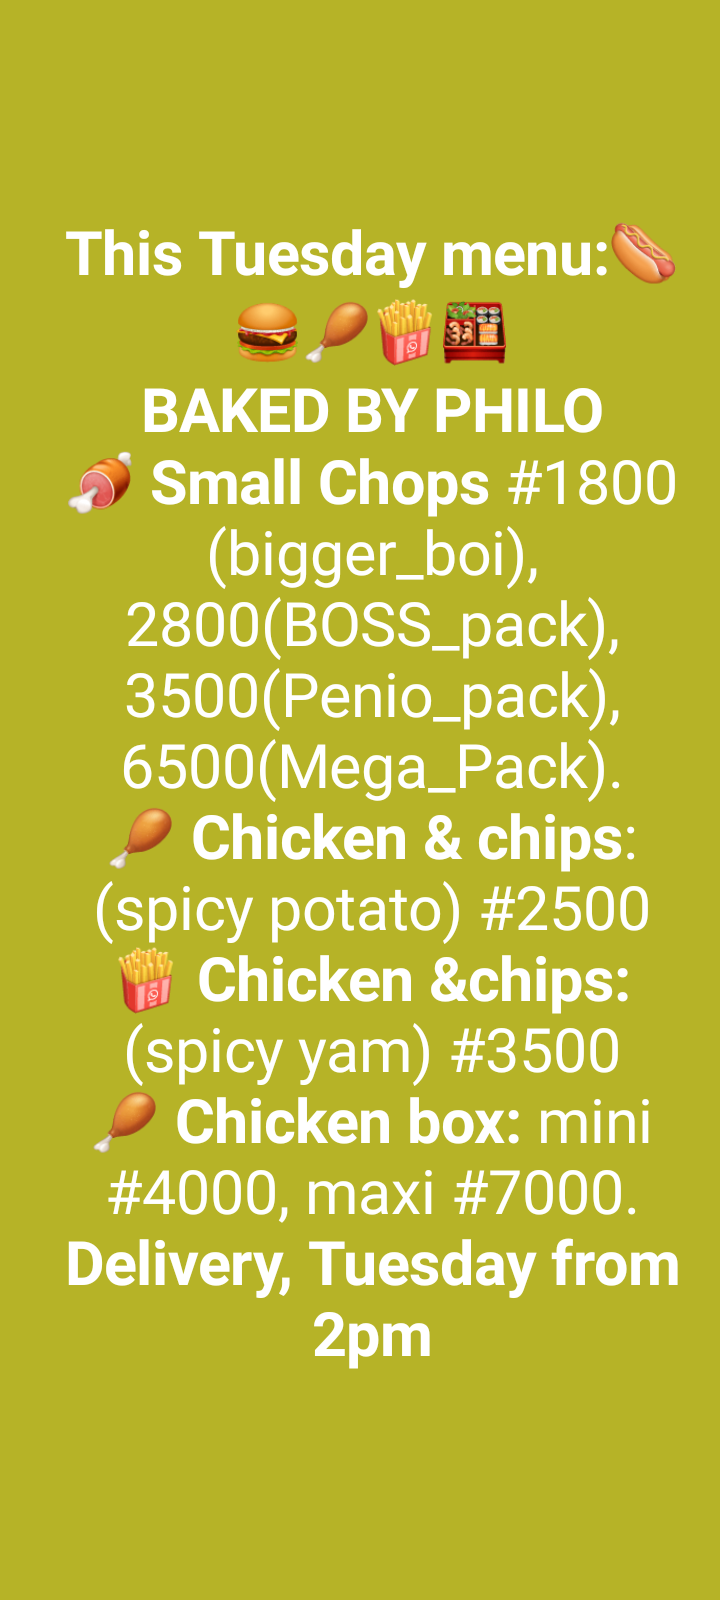 This Tuesday menu:🌭
🍔🍗🍟🍱
BAKED BY PHILO
🍖 Small Chops #1800
(bigger_boi),
2800(BOSS_pack),
3500(Penio_pack),
6500(Mega_Pack).
🍗 Chicken & chips:
(spicy potato) #2500
🍟 Chicken &chips:
(spicy yam) #3500
🍗 Chicken box: mini
#4000, maxi #7000.
Delivery, Tuesday from
2pm